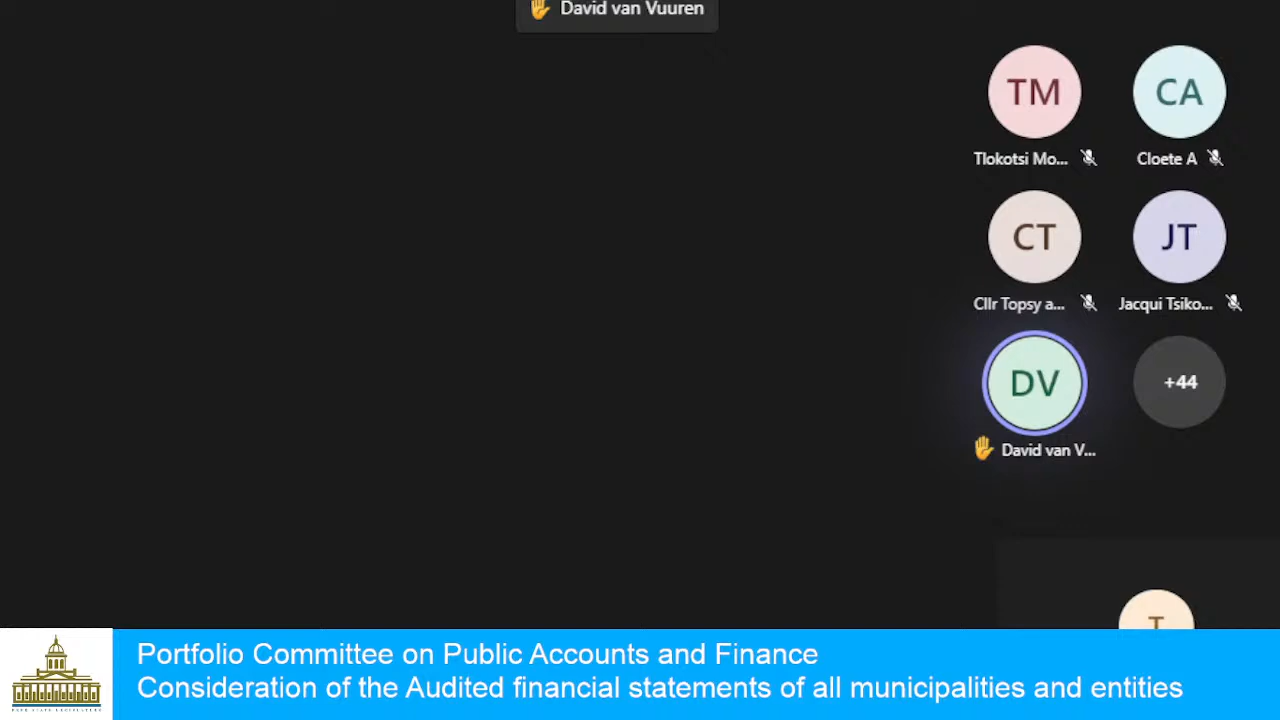 David van Vuuren
TM
CA
Tlokotsi Mo...
Cloete A
CT
JT
Cllr Topsy a...
Jacqui Tsiko...
DV
+44
David van V...
T
Portfolio Committee on Public Accounts and Finance
Consideration of the Audited financial statements of all municipalities and entities